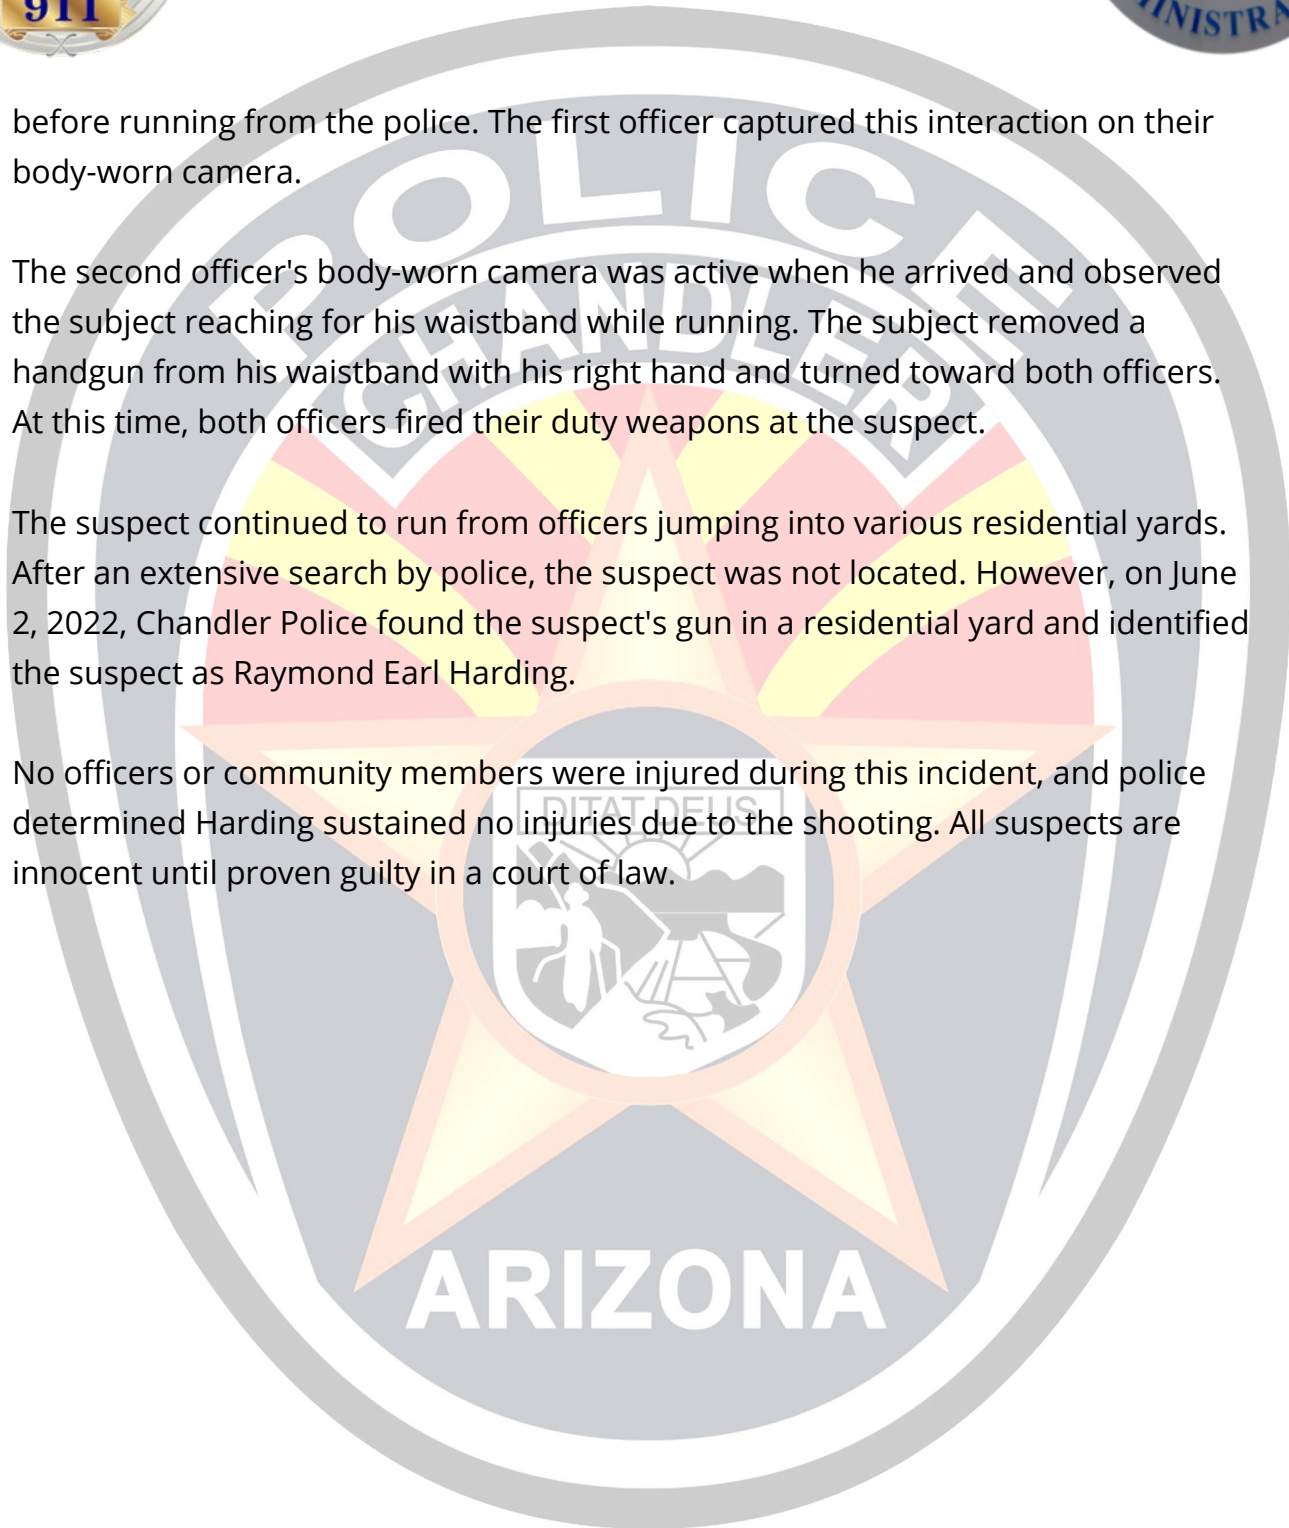 911
before running from the police. The first officer captured this interaction on their
body-worn camera.
The second officer's body-worn camera was active when he arrived and observed
the subject reaching for his waistband while running. The subject removed a
handgun from his waistband with his right hand and turned toward both officers.
At this time, both officers fired their duty weapons at the suspect.
The suspect continued to run from officers jumping into various residential yards.
After an extensive search by police, the suspect was not located. However, on June
2, 2022, Chandler Police found the suspect's gun in a residential yard and identified
the suspect as Raymond Earl Harding.
No officers or community members were injured during this incident, and police
determined Harding sustained no injuries due to the shooting. All suspects are
innocent until proven guilty in a court of law.
POLICE
CHANDLER
DITAT DEUS
ARIZONA